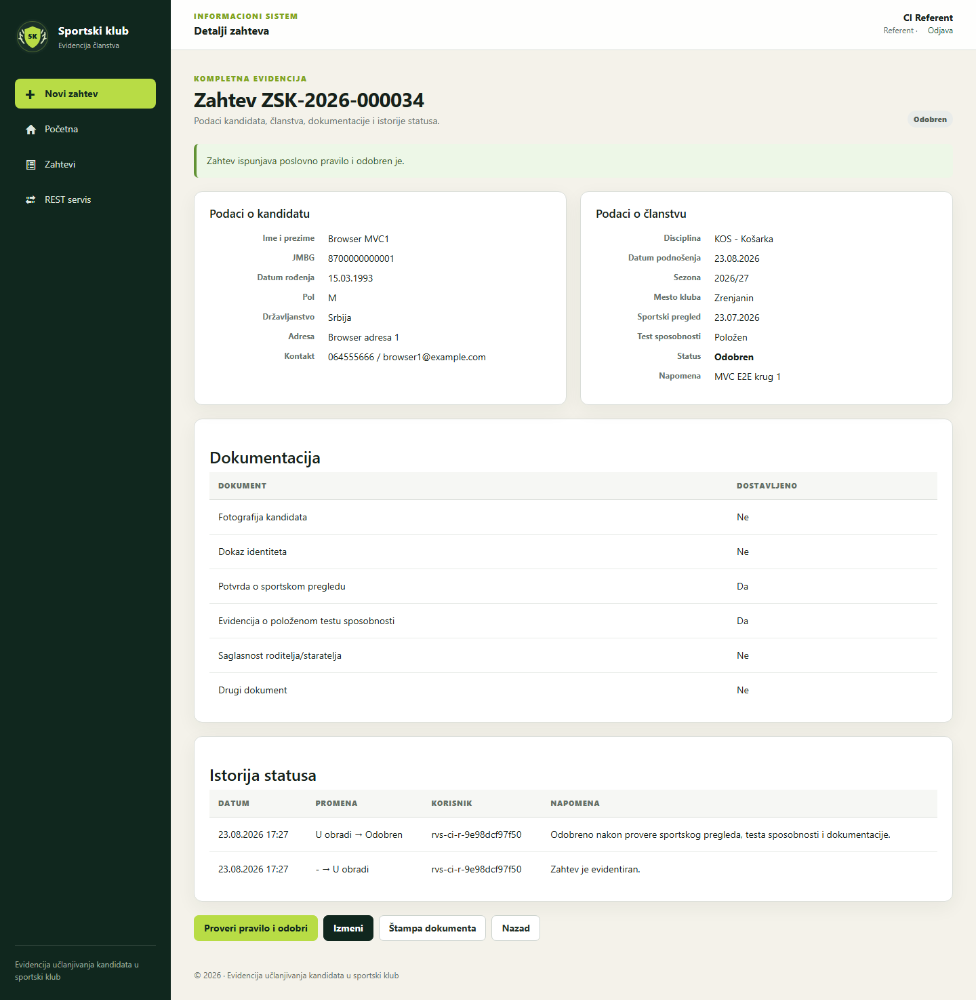 SK
Sportski klub
Evidencija članstva
Novi zahtev
Početna
Zahtevi
REST servis
Evidencija učlanjivanja kandidata u
sportski klub
INFORMACIONI SISTEM
Detalji zahteva
CI Referent
Referent · Odjava
KOMPLETNA EVIDENCIJA
Zahtev ZSK-2026-000034
Podaci kandidata, članstva, dokumentacije i istorije statusa.
Odobren
Zahtev ispunjava poslovno pravilo i odobren je.
Podaci o kandidatu
Ime i prezime Browser MVC1
JMBG 8700000000001
Datum rođenja 15.03.1993
Pol M
Državljanstvo Srbija
Adresa Browser adresa 1
Kontakt 064555666 / browser1@example.com
Podaci o članstvu
Disciplina KOS - Košarka
Datum podnošenja 23.08.2026
Sezona 2026/27
Mesto kluba Zrenjanin
Sportski pregled 23.07.2026
Test sposobnosti Položen
Status Odobren
Napomena MVC E2E krug 1
Dokumentacija
DOKUMENT DOSTAVLJENO
Fotografija kandidata Ne
Dokaz identiteta Ne
Potvrda o sportskom pregledu Da
Evidencija o položenom testu sposobnosti Da
Saglasnost roditelja/staratelja Ne
Drugi dokument Ne
Istorija statusa
DATUM PROMENA KORISNIK NAPOMENA
23.08.2026 17:27 U obradi → Odobren rvs-ci-r-9e98dcf97f50 Odobreno nakon provere sportskog pregleda, testa sposobnosti i dokumentacije.
23.08.2026 17:27 - → U obradi rvs-ci-r-9e98dcf97f50 Zahtev je evidentiran.
Proveri pravilo i odobri Izmeni Štampa dokumenta Nazad
© 2026 · Evidencija učlanjivanja kandidata u sportski klub